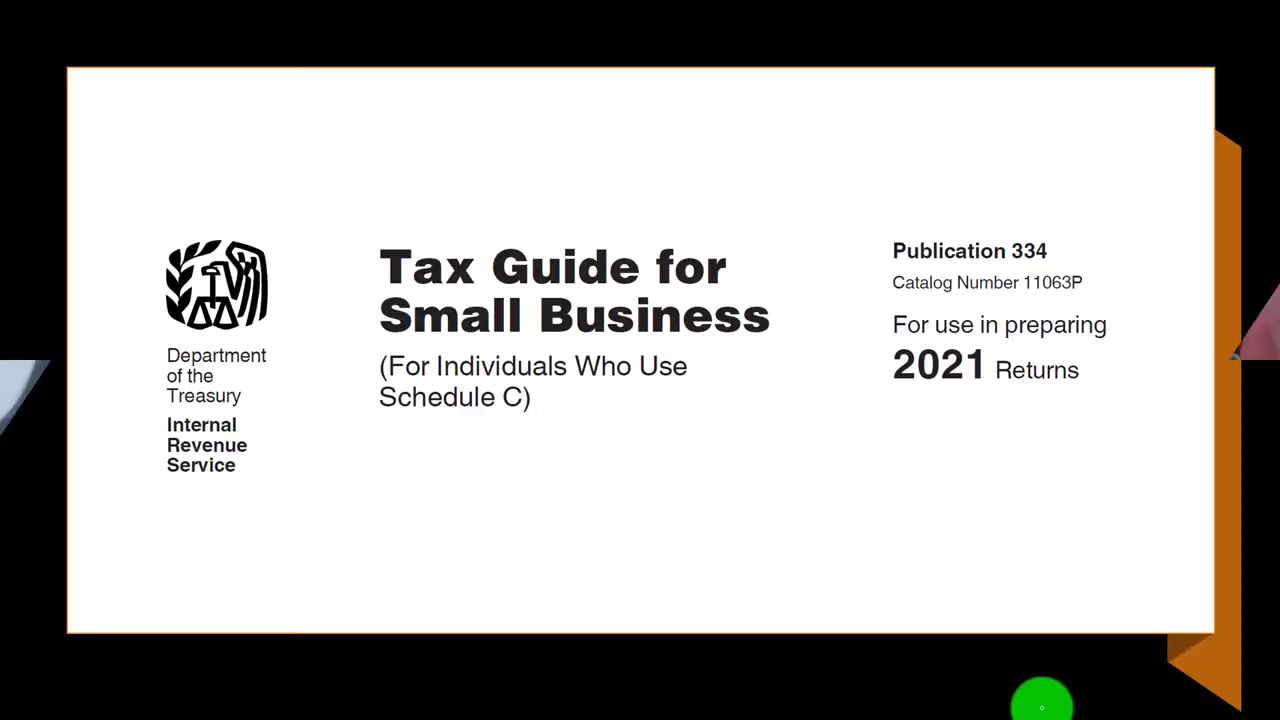 Department
of the
Treasury
Internal
Revenue
Service
Tax Guide for
Small Business
(For Individuals Who Use
Schedule C)
Publication 334
Catalog Number 11063P
For use in preparing
2021 Returns